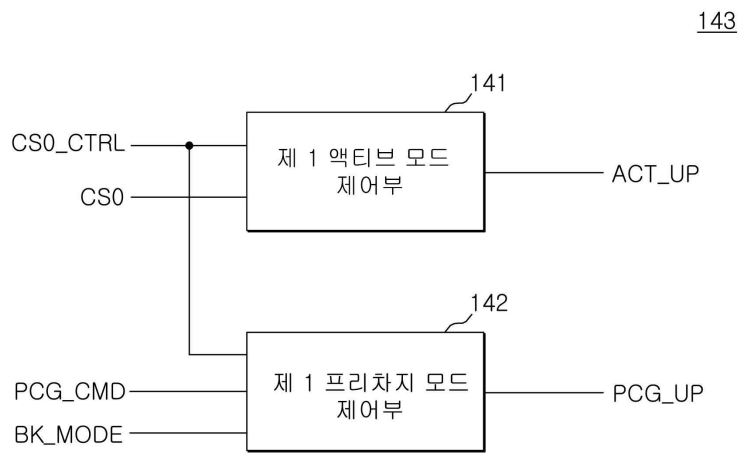 143
141
CS0_CTRL
제 1 액티브 모드
제어부
ACT_UP
CS0
142
제 1 프리차지 모드
제어부
PCG_CMD
PCG_UP
BK_MODE